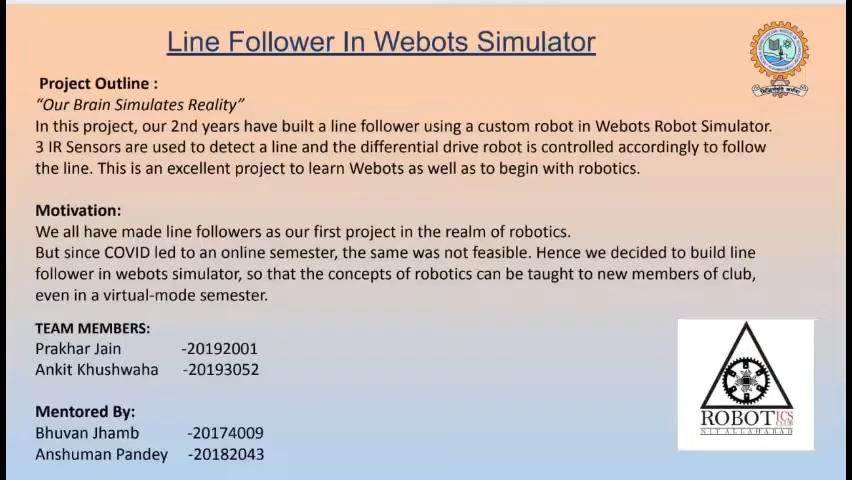 Line Follower In Webots Simulator
Project Outline :
“Our Brain Simulates Reality”
In this project, our 2nd years have built a line follower using a custom robot in Webots Robot Simulator.
3 IR Sensors are used to detect a line and the differential drive robot is controlled accordingly to follow
the line. This is an excellent project to learn Webots as well as to begin with robotics.
Motivation:
We all have made line followers as our first project in the realm of robotics.
But since COVID led to an online semester, the same was not feasible. Hence we decided to build line
follower in webots simulator, so that the concepts of robotics can be taught to new members of club,
even in a virtual-mode semester.
TEAM MEMBERS:
Prakhar Jain -20192001
Ankit Khushwaha -20193052
Mentored By:
Bhuvan Jhamb -20174009
Anshuman Pandey -20182043
ROBOTICS
CLUB
NIT ALLAHABAD